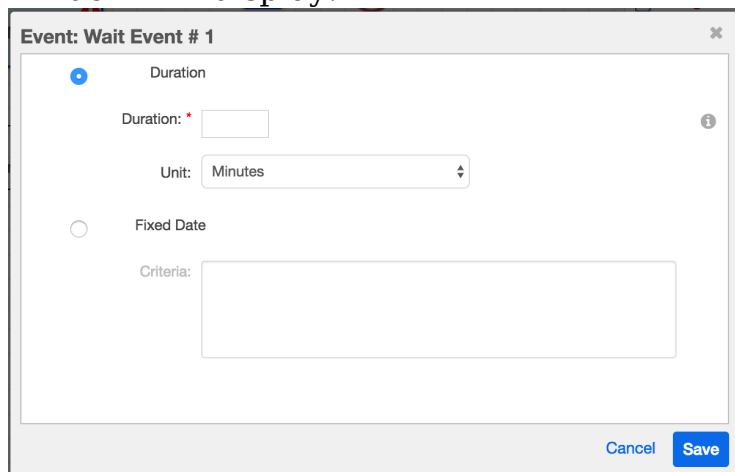 Event: Wait Event # 1
Duration
Duration: *
Unit: Minutes
Fixed Date
Criteria:
Cancel Save